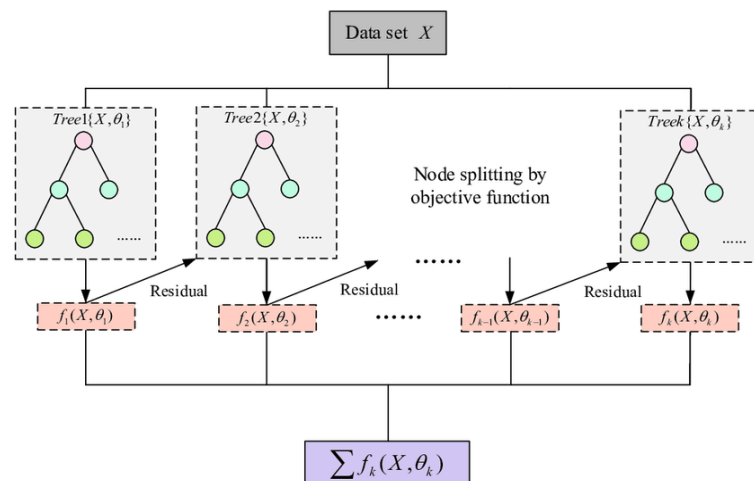 Data set X
Tree1{X,θ₁}
Tree2{X,θ₂}
Treek{X,θₖ}
Node splitting by
objective function
......
......
......
......
Residual
Residual
Residual
f₁(X,θ₁)
f₂(X,θ₂)
......
fₖ₋₁(X,θₖ₋₁)
fₖ(X,θₖ)
∑fₖ(X,θₖ)